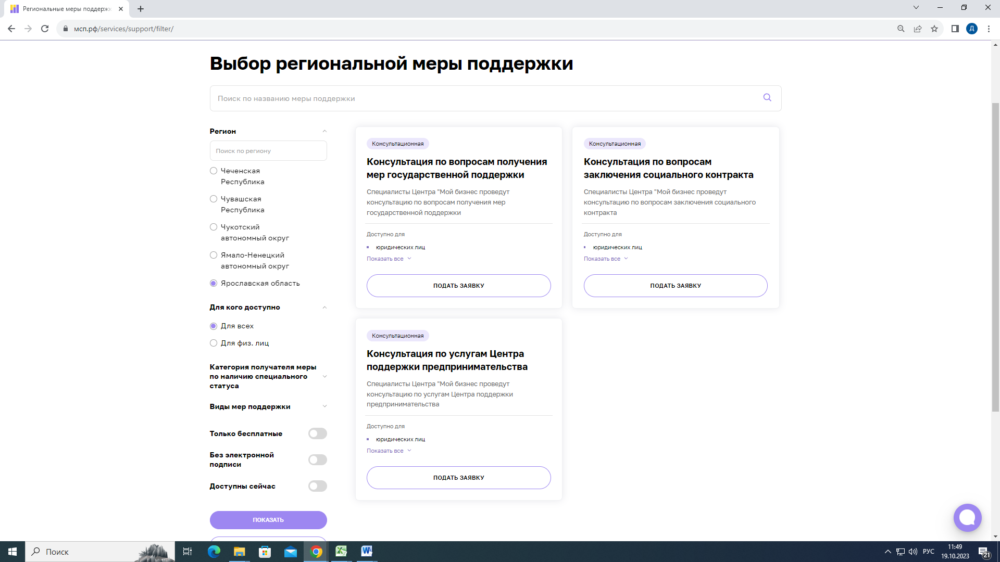 Региональные меры поддержк
мсп.рф/services/support/filter/
Д
Выбор региональной меры поддержки
Поиск по названию меры поддержки
Регион
Поиск по региону
Чеченская
Республика
Чувашская
Республика
Чукотский
автономный округ
Ямало-Ненецкий
автономный округ
Ярославская область
Для кого доступно
Для всех
Для физ. лиц
Категория получателя меры
по наличию специального
статуса
Виды мер поддержки
Только бесплатные
Без электронной
подписи
Доступны сейчас
ПОКАЗАТЬ
Консультационная
Консультация по вопросам получения
мер государственной поддержки
Специалисты Центра "Мой бизнес проведут
консультацию по вопросам получения мер
государственной поддержки
Доступно для
юридических лиц
Показать все
ПОДАТЬ ЗАЯВКУ
Консультационная
Консультация по вопросам
заключения социального контракта
Специалисты Центра "Мой бизнес проведут
консультацию по вопросам заключения социального
контракта
Доступно для
юридических лиц
Показать все
ПОДАТЬ ЗАЯВКУ
Консультационная
Консультация по услугам Центра
поддержки предпринимательства
Специалисты Центра "Мой бизнес проведут
консультацию по услугам Центра поддержки
предпринимательства
Доступно для
юридических лиц
Показать все
ПОДАТЬ ЗАЯВКУ
Поиск
РУС
11:49
19.10.2023
21